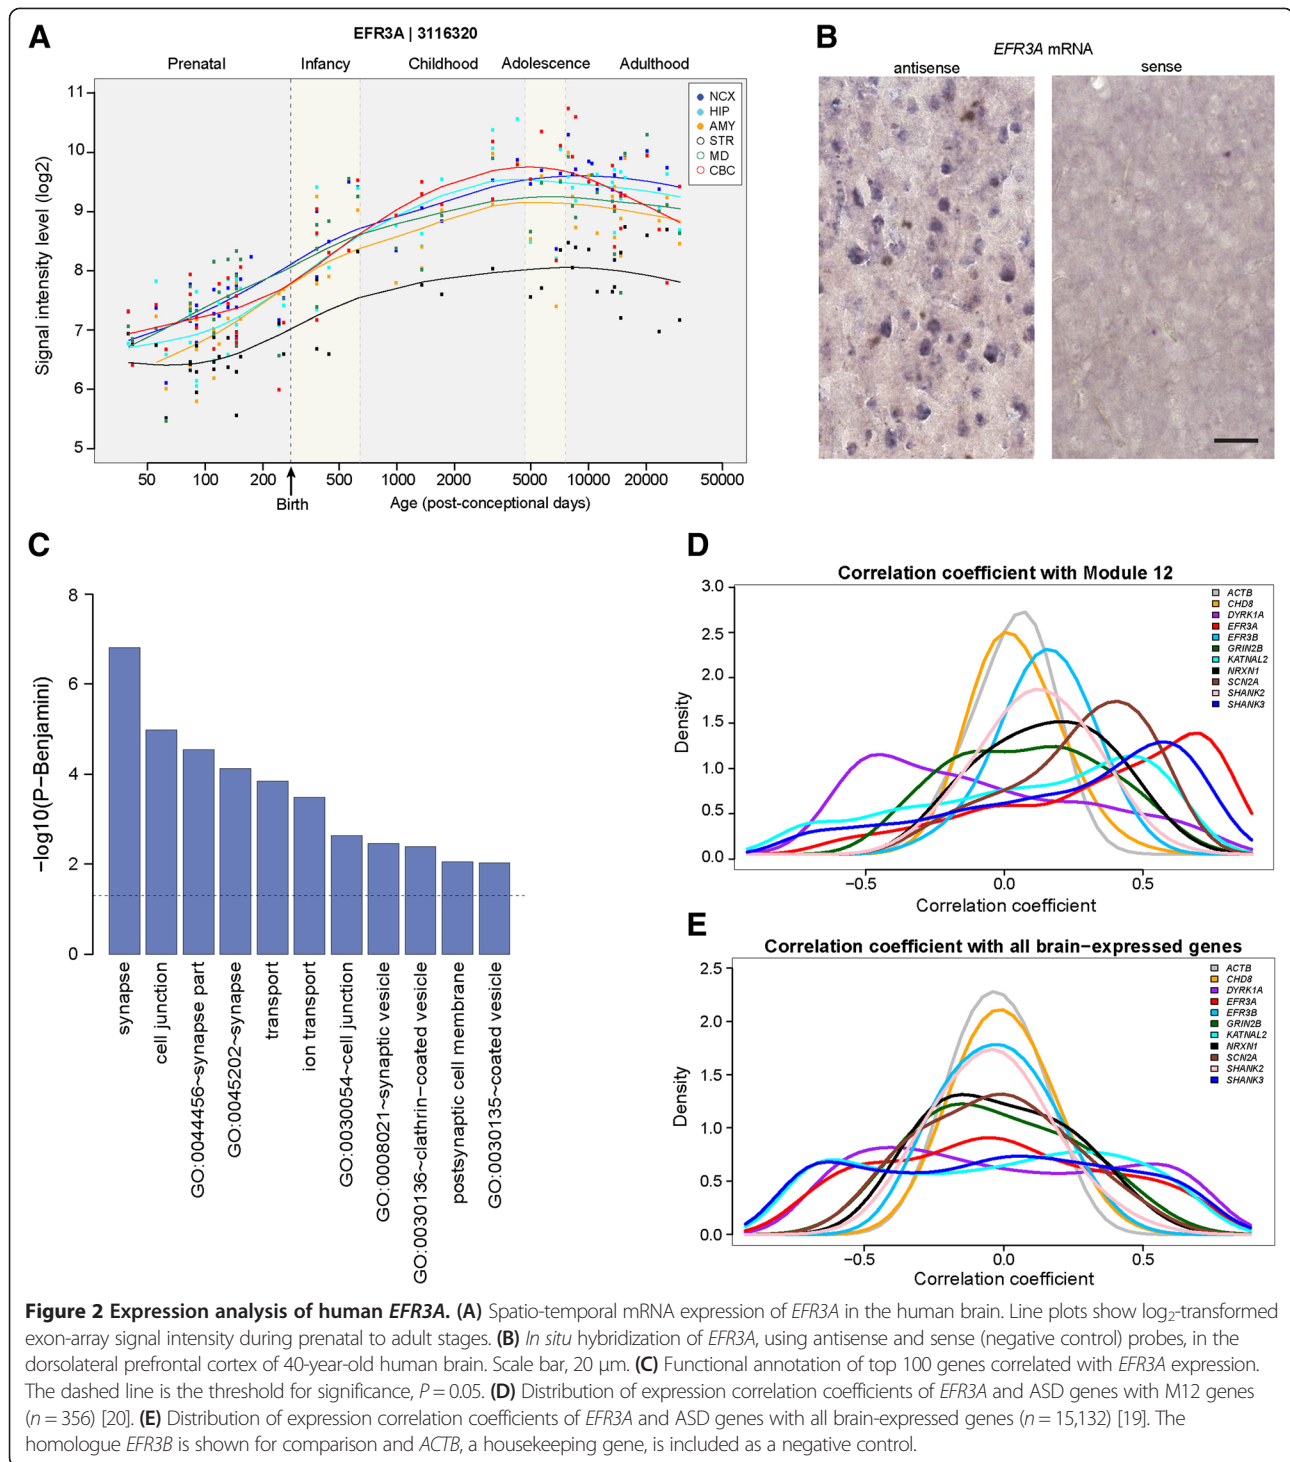 A
EFR3A | 3116320
Prenatal Infancy Childhood Adolescence Adulthood
Signal intensity level (log2)
11
10
9
8
7
6
5
NCX
HIP
AMY
STR
MD
CBC
50 100 200 500 1000 2000 5000 10000 20000 50000
Birth
Age (post-conceptional days)
B
EFR3A mRNA
antisense sense
C
−log10(P−Benjamini)
8
6
4
2
0
synapse
cell junction
GO:0044456~synapse part
GO:0045202~synapse
transport
ion transport
GO:0030054~cell junction
GO:0008021~synaptic vesicle
GO:0030136~clathrin−coated vesicle
postsynaptic cell membrane
GO:0030135~coated vesicle
D
Correlation coefficient with Module 12
Density
3.0
2.5
2.0
1.5
1.0
0.5
0.0
ACTB
CHD8
DYRK1A
EFR3A
EFR3B
GRIN2B
KATNAL2
NRXN1
SCN2A
SHANK2
SHANK3
−0.5 0.0 0.5
Correlation coefficient
E
Correlation coefficient with all brain−expressed genes
Density
2.5
2.0
1.5
1.0
0.5
0.0
ACTB
CHD8
DYRK1A
EFR3A
EFR3B
GRIN2B
KATNAL2
NRXN1
SCN2A
SHANK2
SHANK3
−0.5 0.0 0.5
Correlation coefficient
Figure 2 Expression analysis of human EFR3A. (A) Spatio-temporal mRNA expression of EFR3A in the human brain. Line plots show log2-transformed
exon-array signal intensity during prenatal to adult stages. (B) In situ hybridization of EFR3A, using antisense and sense (negative control) probes, in the
dorsolateral prefrontal cortex of 40-year-old human brain. Scale bar, 20 μm. (C) Functional annotation of top 100 genes correlated with EFR3A expression.
The dashed line is the threshold for significance, P = 0.05. (D) Distribution of expression correlation coefficients of EFR3A and ASD genes with M12 genes
(n = 356) [20]. (E) Distribution of expression correlation coefficients of EFR3A and ASD genes with all brain-expressed genes (n = 15,132) [19]. The
homologue EFR3B is shown for comparison and ACTB, a housekeeping gene, is included as a negative control.